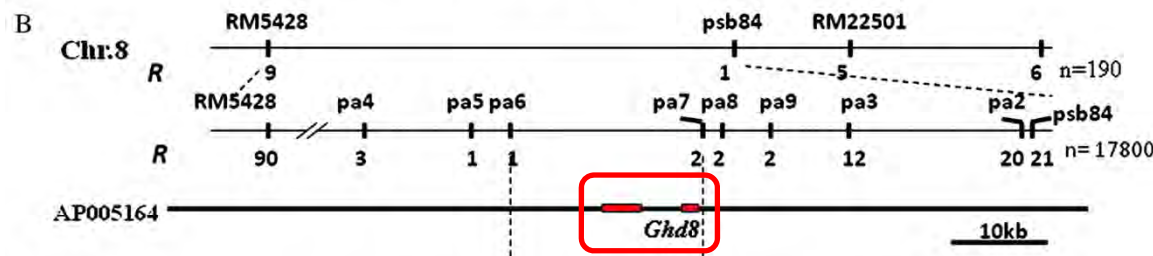 B
RM5428 psb84 RM22501
Chr.8
R 9 1 5 6 n=190
RM5428 pa4 pa5 pa6 pa7 pa8 pa9 pa3 pa2 psb84
R 90 3 1 1 2 2 2 12 20 21 n= 17800
AP005164
Ghd8 10kb